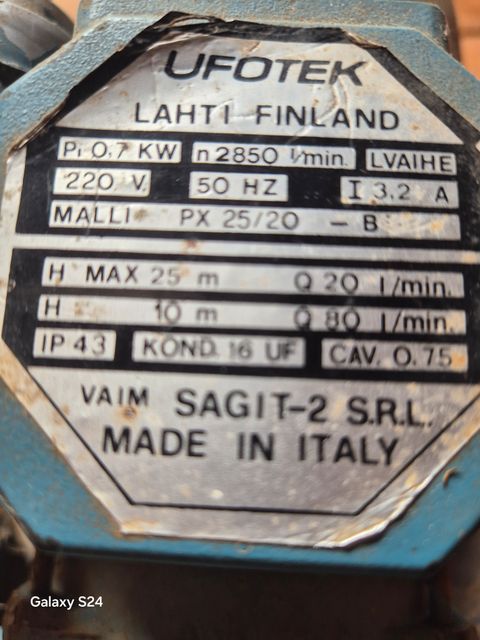 UFOTEK
LAHTI FINLAND
P1 0,7 KW n 2850 1/min. LVAIHE
220 V. 50 HZ I 3.2 A
MALLI PX 25/20 - B
H MAX 25 m Q 20 l/min.
H 10 m Q 80 l/min.
IP 43 KOND. 16 UF CAV. 0.75
VAIM SAGIT-2 S.R.L.
MADE IN ITALY
Galaxy S24